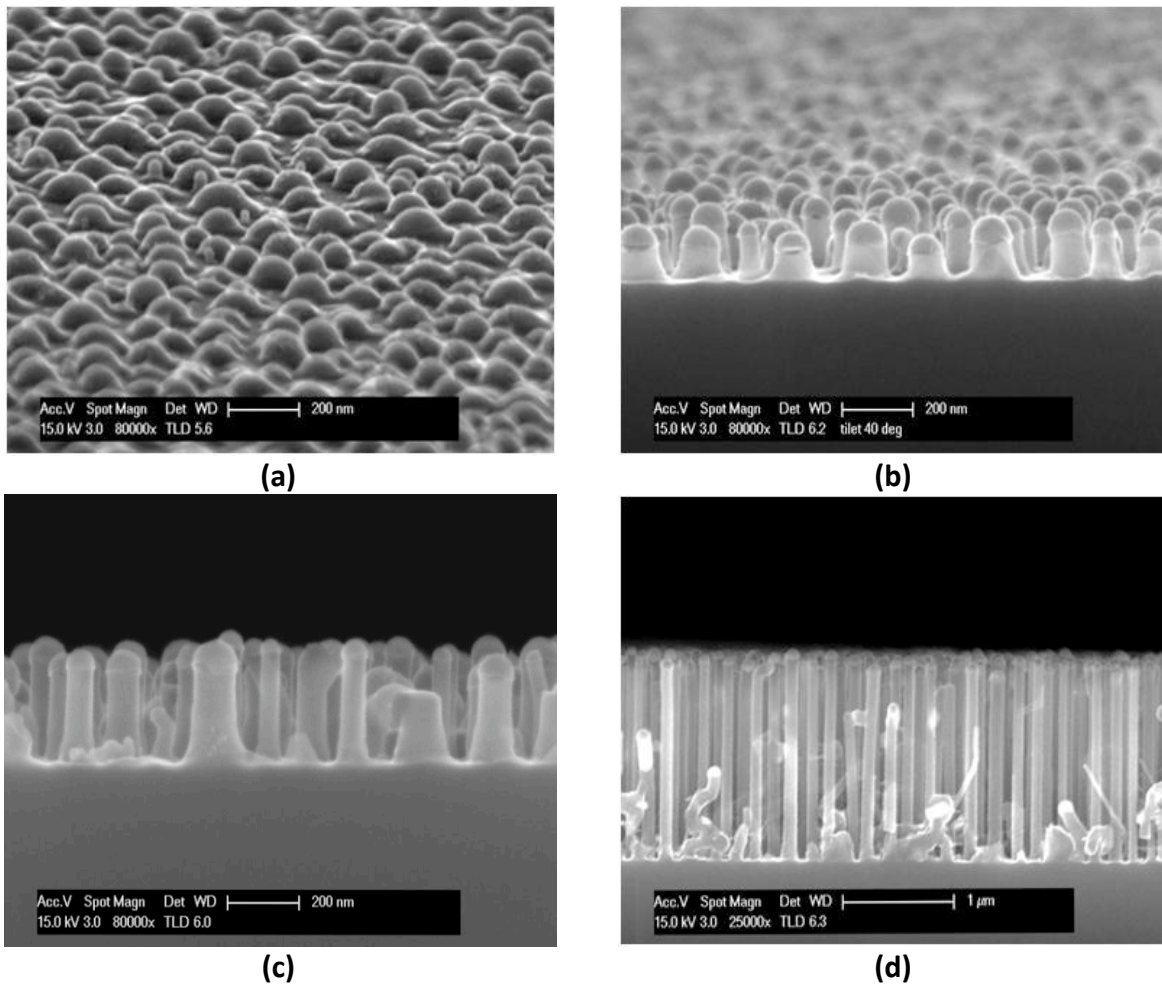 Acc.V Spot Magn Det WD 200 nm
15.0 kV 3.0 80000x TLD 5.6
(a)
Acc.V Spot Magn Det WD 200 nm
15.0 kV 3.0 80000x TLD 6.2 tilet 40 deg
(b)
Acc.V Spot Magn Det WD 200 nm
15.0 kV 3.0 80000x TLD 6.0
(c)
Acc.V Spot Magn Det WD 1 µm
15.0 kV 3.0 25000x TLD 6.3
(d)